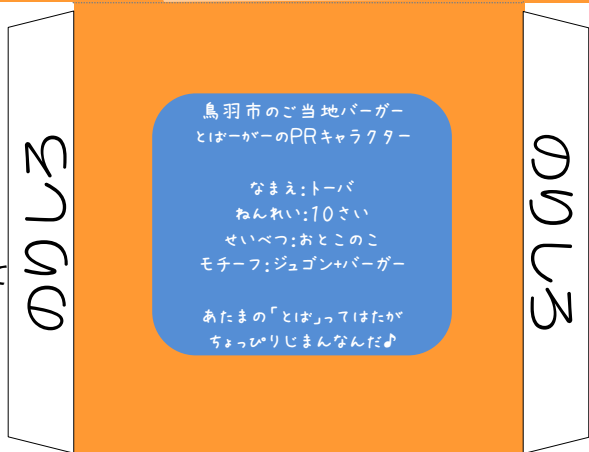 鳥羽市のご当地バーガー
とばーがーのPRキャラクター
なまえ:トーバ
ねんれい:10さい
せいべつ:おとこのこ
モチーフ:ジュゴン+バーガー
あたまの「とば」ってはたが
ちょっぴりじまんなんだ♪
のりしろ
のりしろ